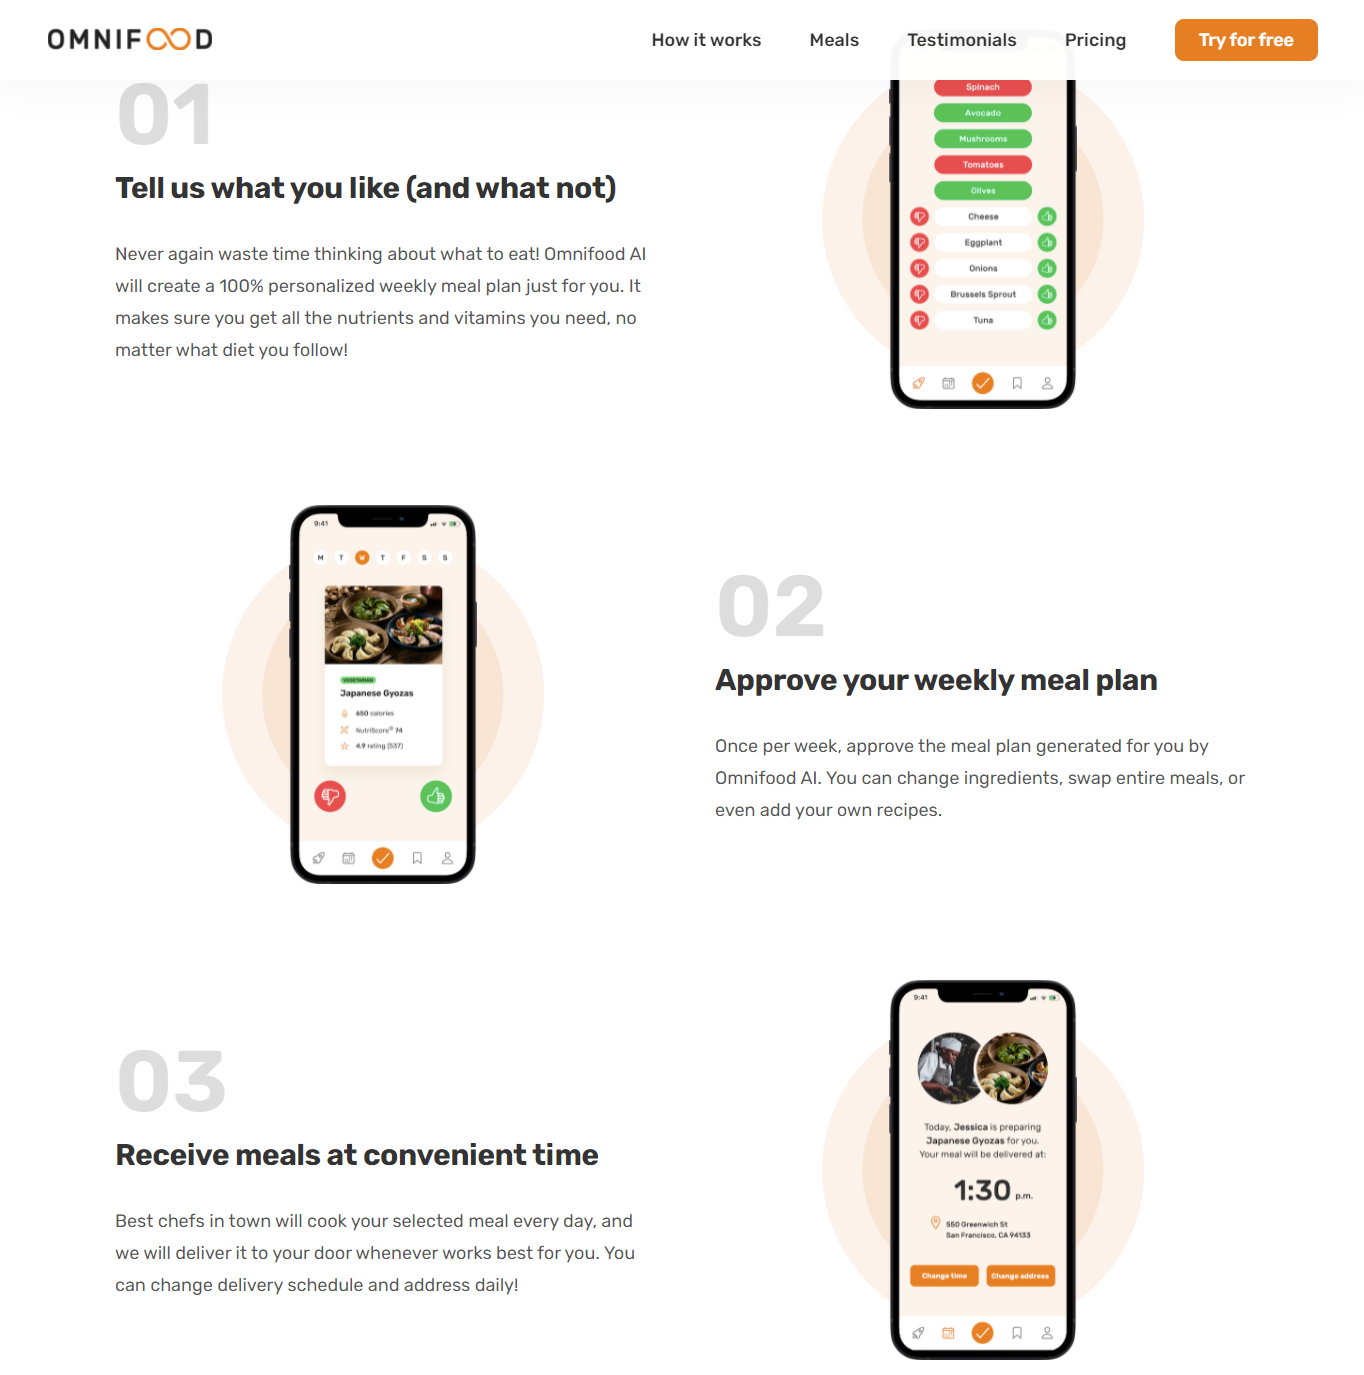 OMNIFOOD
How it works Meals Testimonials Pricing Try for free
01
Tell us what you like (and what not)
Never again waste time thinking about what to eat! Omnifood AI
will create a 100% personalized weekly meal plan just for you. It
makes sure you get all the nutrients and vitamins you need, no
matter what diet you follow!
Spinach
Avocado
Mushrooms
Tomatoes
Olives
Cheese
Eggplant
Onions
Brussels Sprout
Tuna
9:41
M T W T F S S
VEGETARIAN
Japanese Gyozas
650 calories
NutriScore® 74
4.9 rating (537)
02
Approve your weekly meal plan
Once per week, approve the meal plan generated for you by
Omnifood AI. You can change ingredients, swap entire meals, or
even add your own recipes.
03
Receive meals at convenient time
Best chefs in town will cook your selected meal every day, and
we will deliver it to your door whenever works best for you. You
can change delivery schedule and address daily!
9:41
Today, Jessica is preparing
Japanese Gyozas for you.
Your meal will be delivered at:
1:30 p.m.
550 Greenwich St
San Francisco, CA 94133
Change time Change address